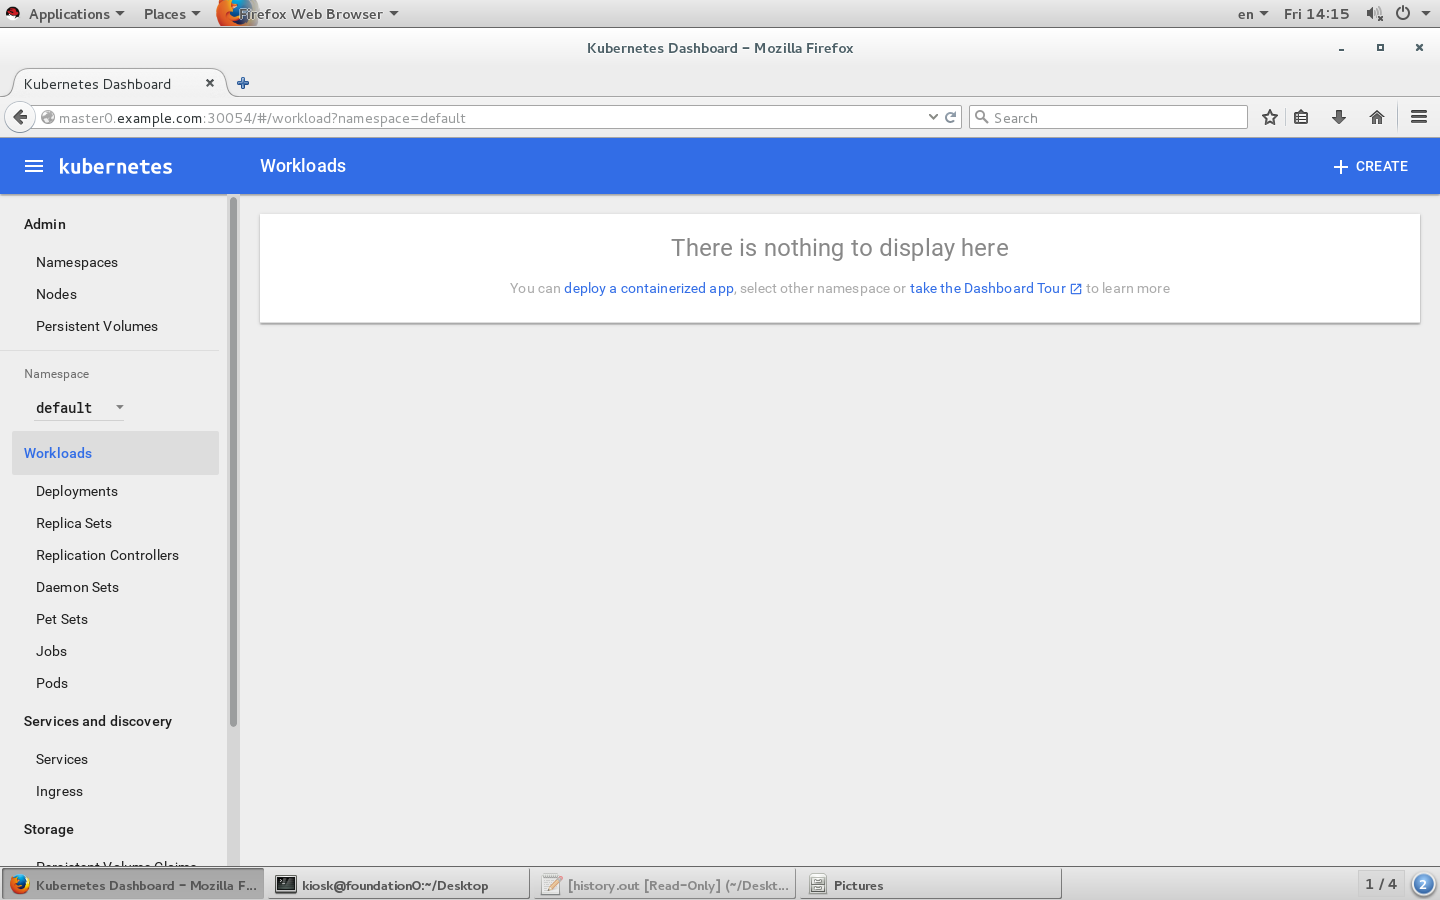 Applications Places Firefox Web Browser en Fri 14:15
Kubernetes Dashboard - Mozilla Firefox
Kubernetes Dashboard
master0.example.com:30054/#/workload?namespace=default Search
kubernetes Workloads CREATE
Admin
Namespaces
Nodes
Persistent Volumes
Namespace
default
Workloads
Deployments
Replica Sets
Replication Controllers
Daemon Sets
Pet Sets
Jobs
Pods
Services and discovery
Services
Ingress
Storage
Persistent Volume Claims
There is nothing to display here
You can deploy a containerized app, select other namespace or take the Dashboard Tour to learn more
Kubernetes Dashboard - Mozilla F... kiosk@foundation0:~/Desktop [history.out [Read-Only] (~/Deskt... Pictures 1 / 4 2